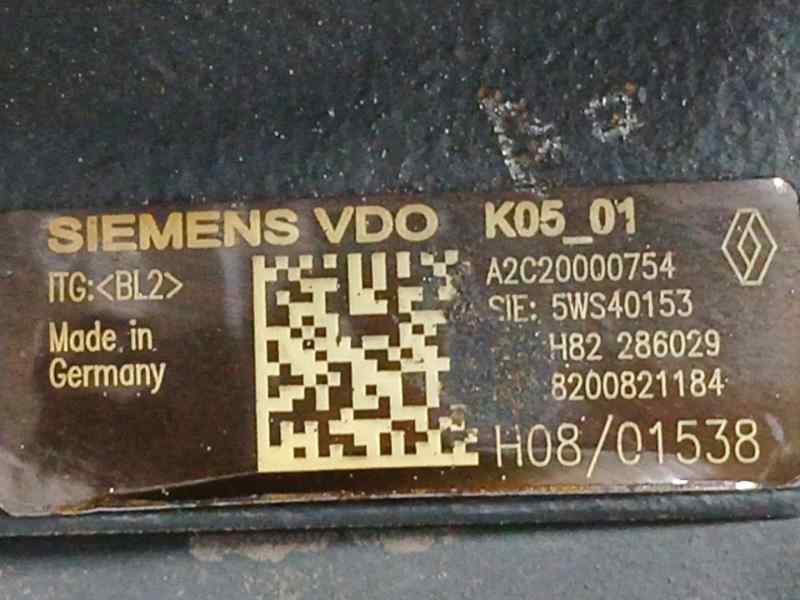 SIEMENS VDO K05_01
ITG:<BL2>
Made in
Germany
A2C20000754
SIE: 5WS40153
H82 286029
8200821184
H08/01538